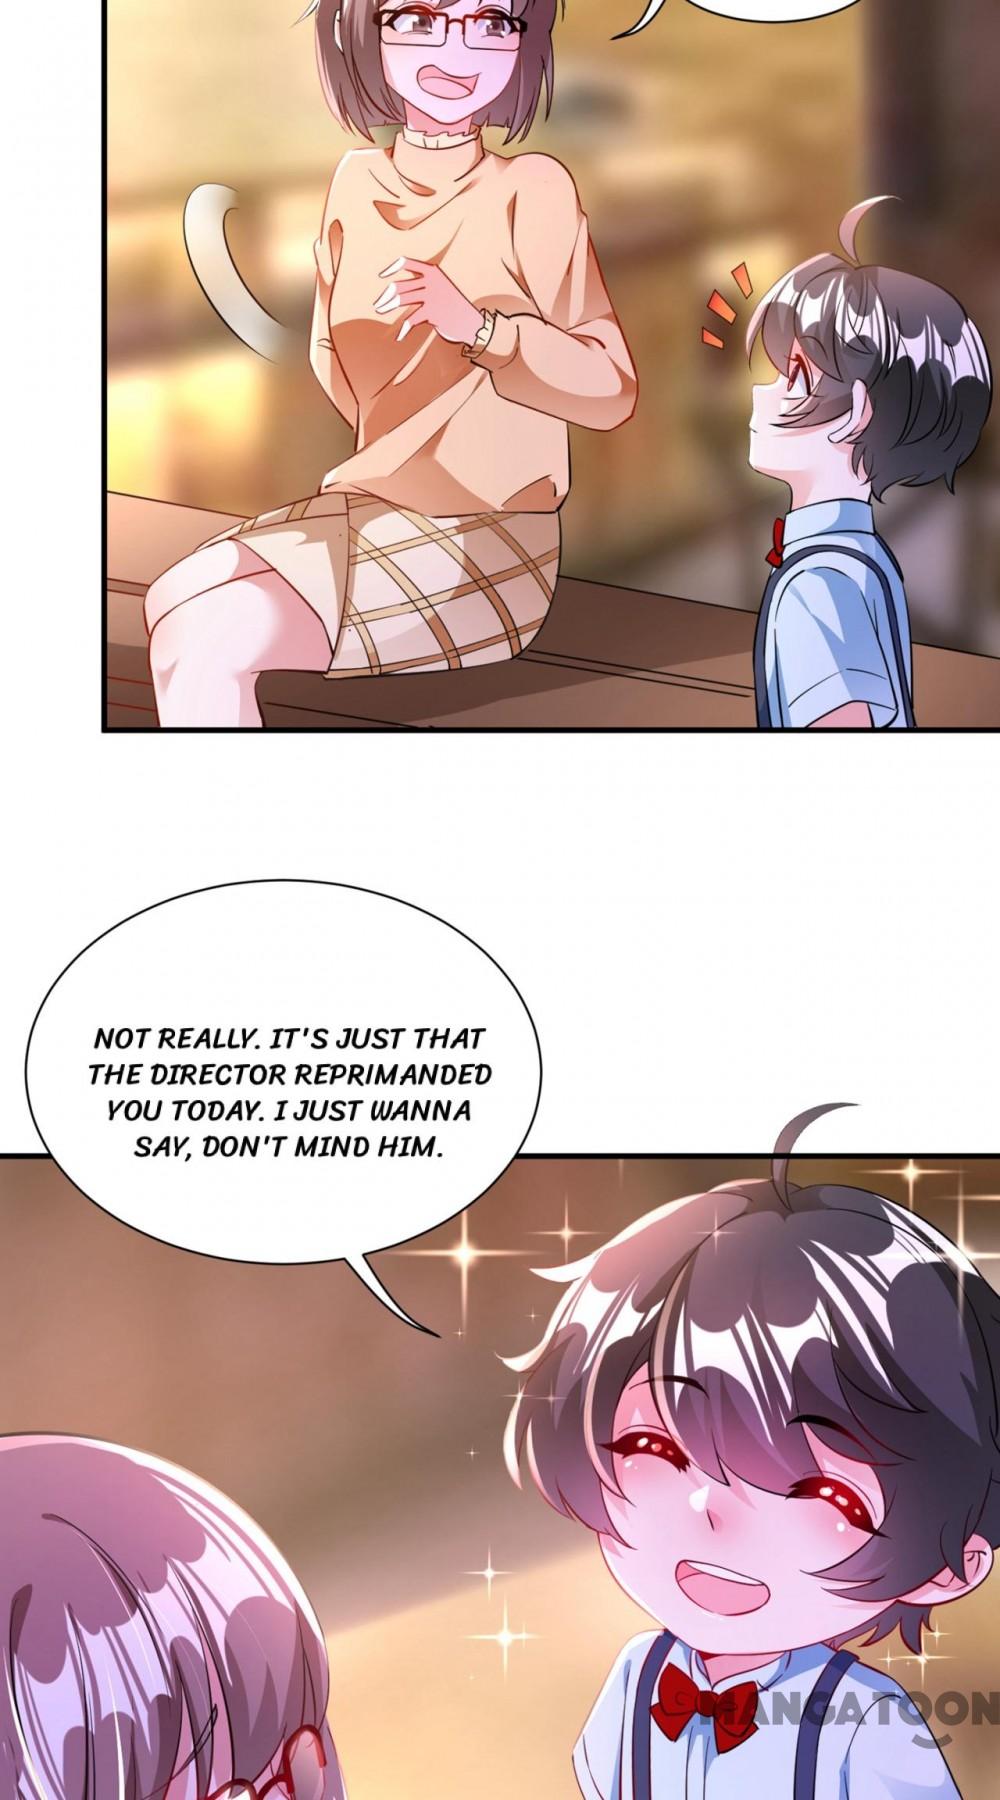 NOT REALLY. IT'S JUST THAT
THE DIRECTOR REPRIMANDED
YOU TODAY. I JUST WANNA
SAY, DON'T MIND HIM.
MANGATOON